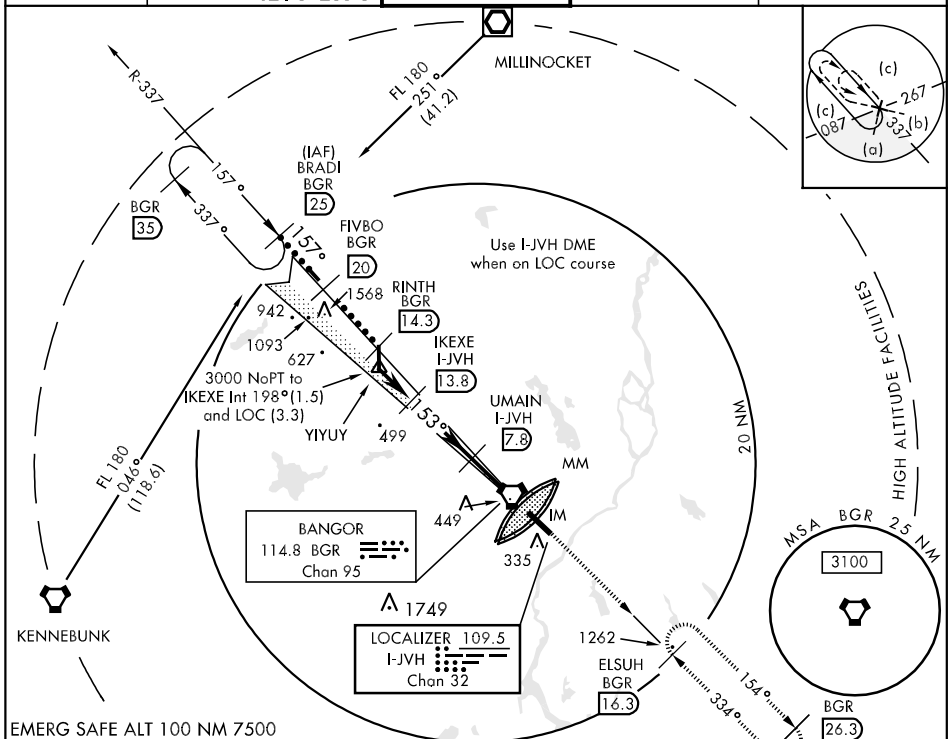 MILLINOCKET
FL 180
251°
(41.2)
R-337
(c)
267
(c)
087
337
(b)
(a)
(IAF)
BRADI
BGR
25
157°
337°
BGR
35
157°
FIVBO
BGR
20
Use I-JVH DME
when on LOC course
1568
RINTH
BGR
14.3
942
1093
627
IKEXE
I-JVH
13.8
3000 NoPT to
IKEXE Int 198° (1.5)
and LOC (3.3)
YIYUY
153°
UMAIN
I-JVH
7.8
499
MM
20 NM
HIGH ALTITUDE FACILITIES
FL 180
046°
(118.6)
449
IM
335
BANGOR
114.8 BGR
Chan 95
MSA BGR 25 NM
3100
KENNEBUNK
1749
LOCALIZER 109.5
I-JVH
Chan 32
1262
ELSUH
BGR
16.3
154°
334°
BGR
26.3
EMERG SAFE ALT 100 NM 7500